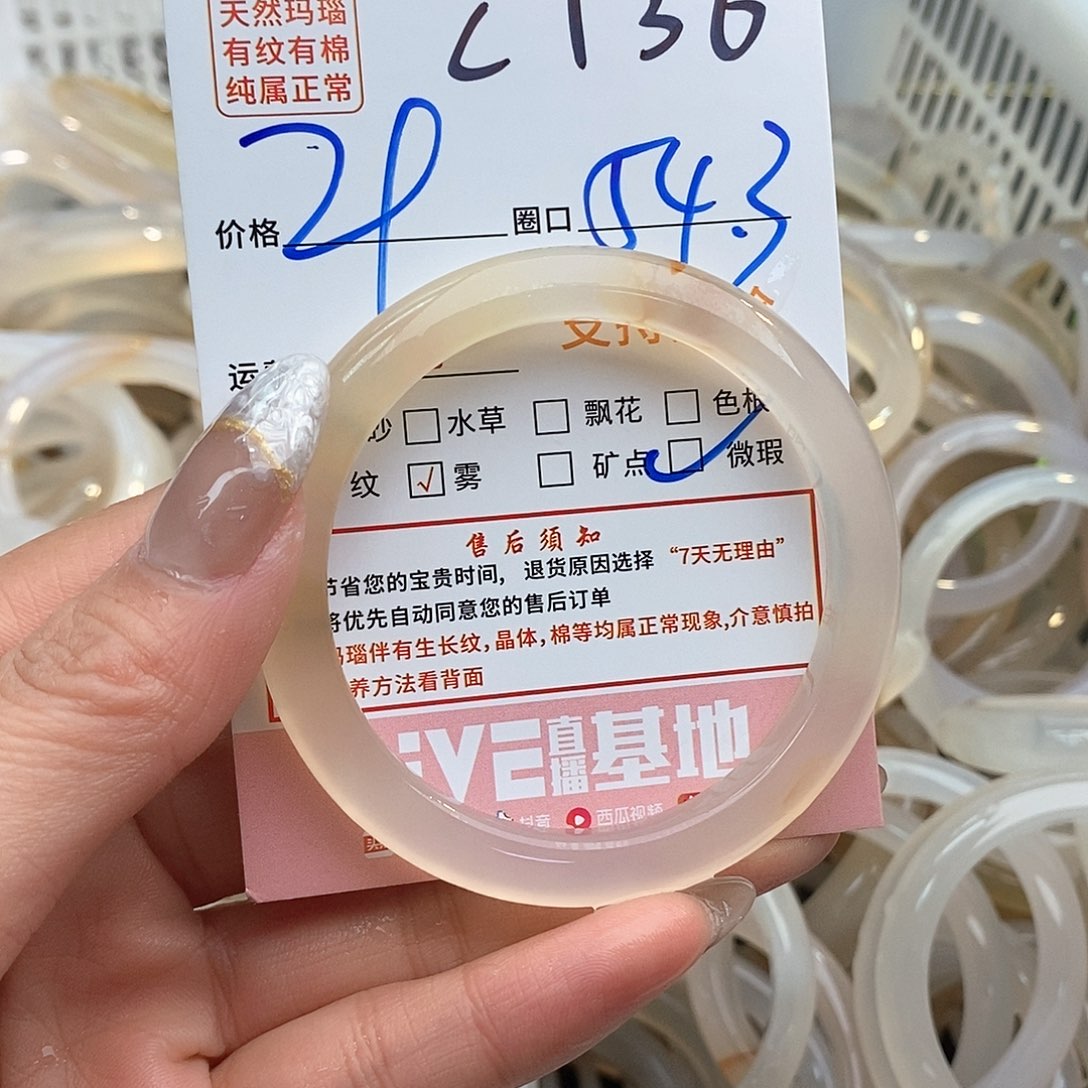 天然玛瑙
有纹有棉
纯属正常
价格
圈口 54.3
水草 飘花
纹 √ 雾 矿点 微瑕
售后须知
节省您的宝贵时间, 退货原因选择 “7天无理由”
将优先自动同意您的售后订单
玛瑙伴有生长纹,晶体,棉等均属正常现象,介意慎拍
养方法看背面
直播基地
抖音 西瓜视频